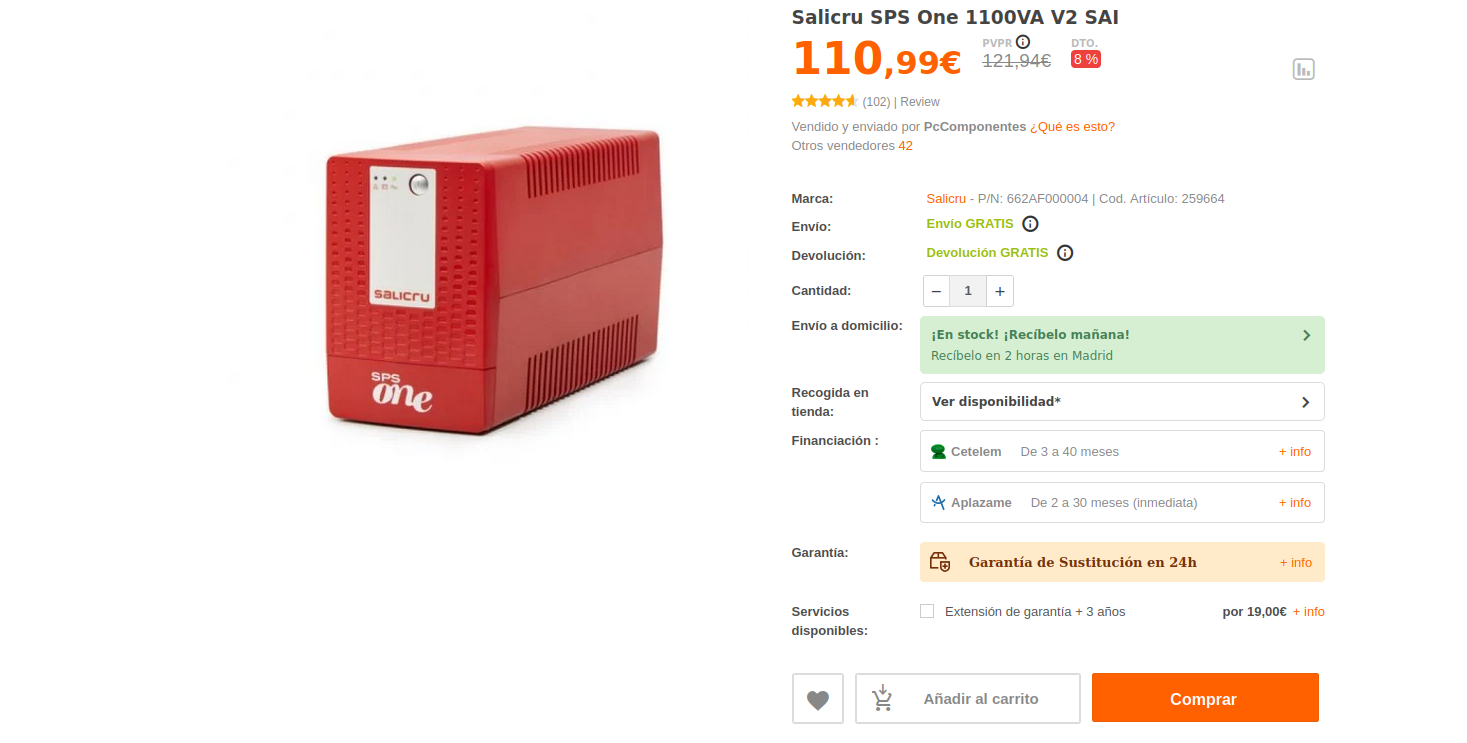 Salicru SPS One 1100VA V2 SAI
110,99€
PVPR
121,94€
DTO.
8 %
(102) | Review
Vendido y enviado por PcComponentes ¿Qué es esto?
Otros vendedores 42
Marca: Salicru - P/N: 662AF000004 | Cod. Artículo: 259664
Envío: Envío GRATIS
Devolución: Devolución GRATIS
Cantidad: − 1 +
Envío a domicilio: ¡En stock! ¡Recíbelo mañana!
Recíbelo en 2 horas en Madrid
Recogida en tienda: Ver disponibilidad*
Financiación : Cetelem De 3 a 40 meses + info
Aplazame De 2 a 30 meses (inmediata) + info
Garantía: Garantía de Sustitución en 24h + info
Servicios disponibles: Extensión de garantía + 3 años por 19,00€ + info
Añadir al carrito
Comprar
SALICRU
SPS
one